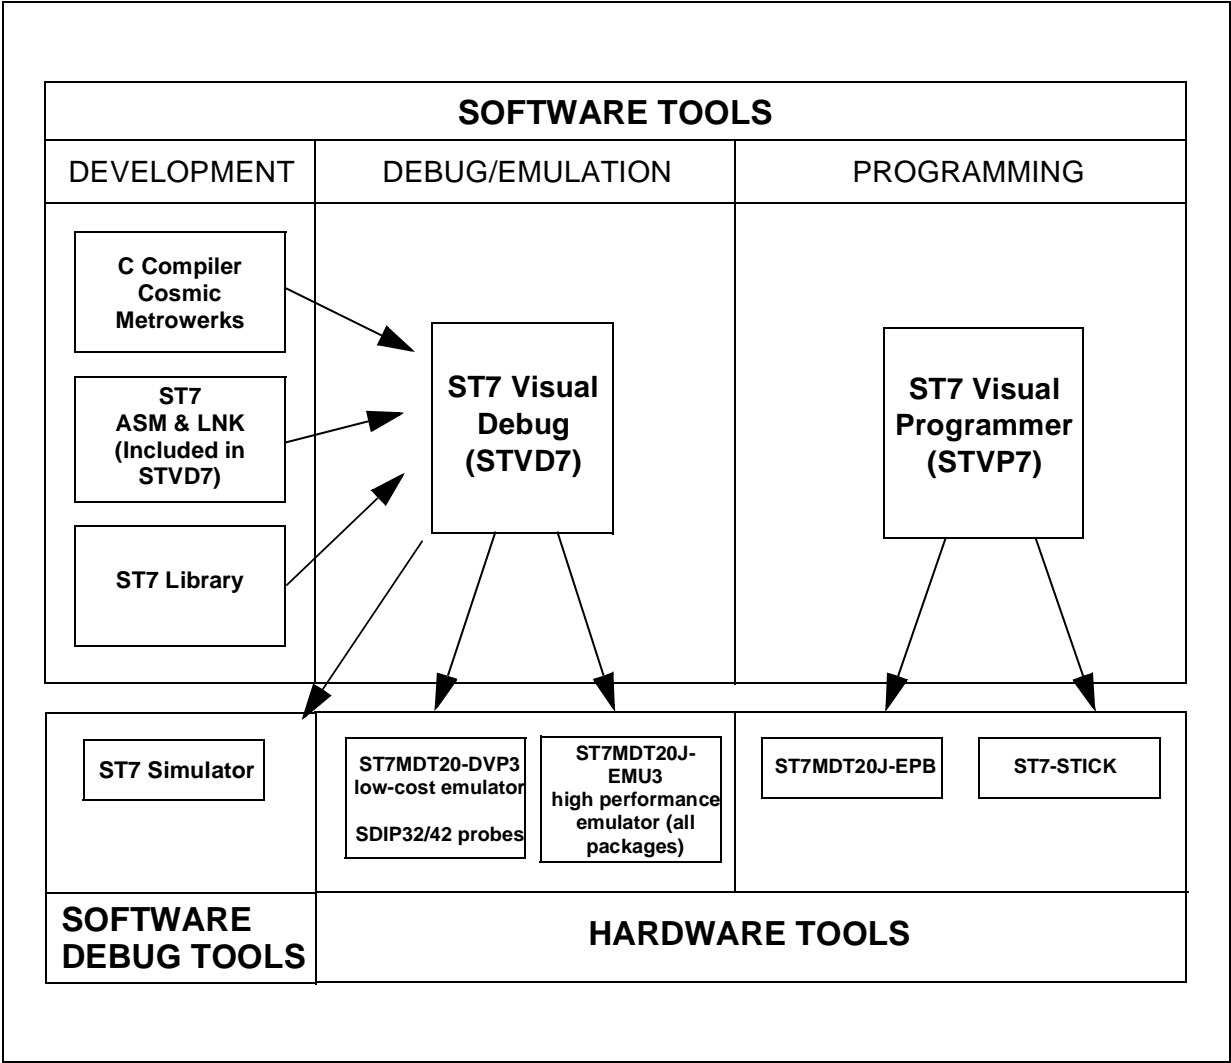 SOFTWARE TOOLS
DEVELOPMENT
DEBUG/EMULATION
PROGRAMMING
C Compiler
Cosmic
Metrowerks
ST7
ASM & LNK
(Included in
STVD7)
ST7 Library
ST7 Visual
Debug
(STVD7)
ST7 Visual
Programmer
(STVP7)
ST7 Simulator
ST7MDT20-DVP3
low-cost emulator
SDIP32/42 probes
ST7MDT20J-
EMU3
high performance
emulator (all
packages)
ST7MDT20J-EPB
ST7-STICK
SOFTWARE
DEBUG TOOLS
HARDWARE TOOLS